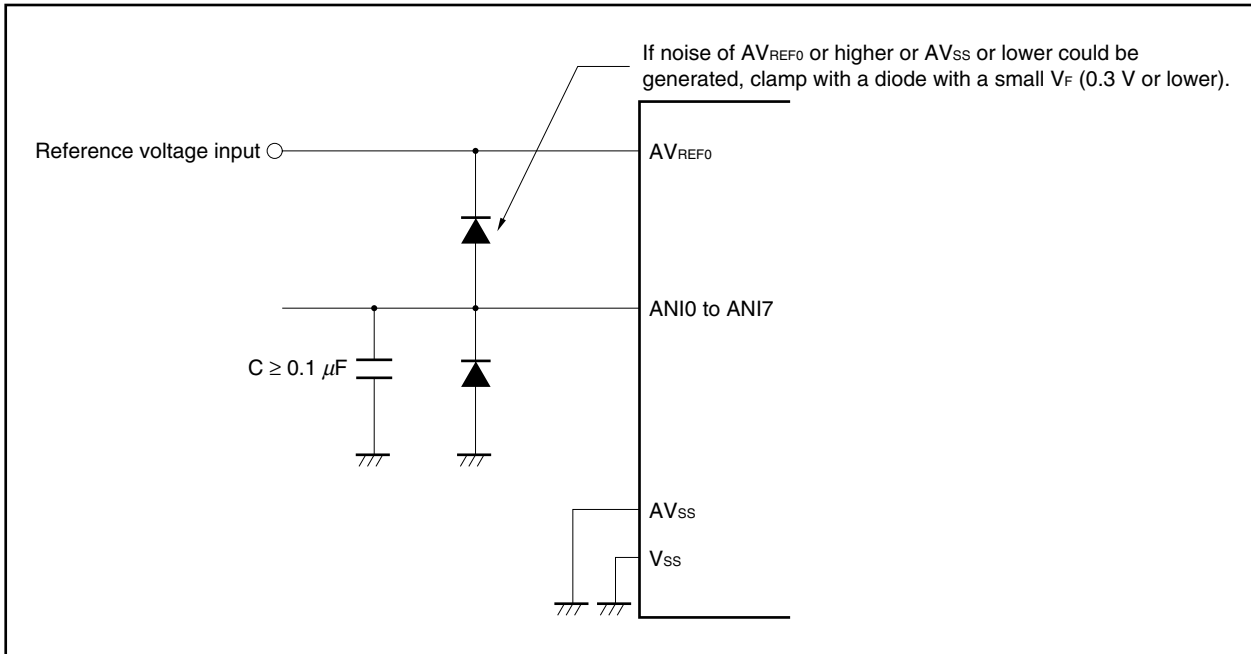 If noise of AVREF0 or higher or AVSS or lower could be
generated, clamp with a diode with a small VF (0.3 V or lower).
Reference voltage input
AVREF0
ANI0 to ANI7
C ≥ 0.1 μF
AVSS
VSS